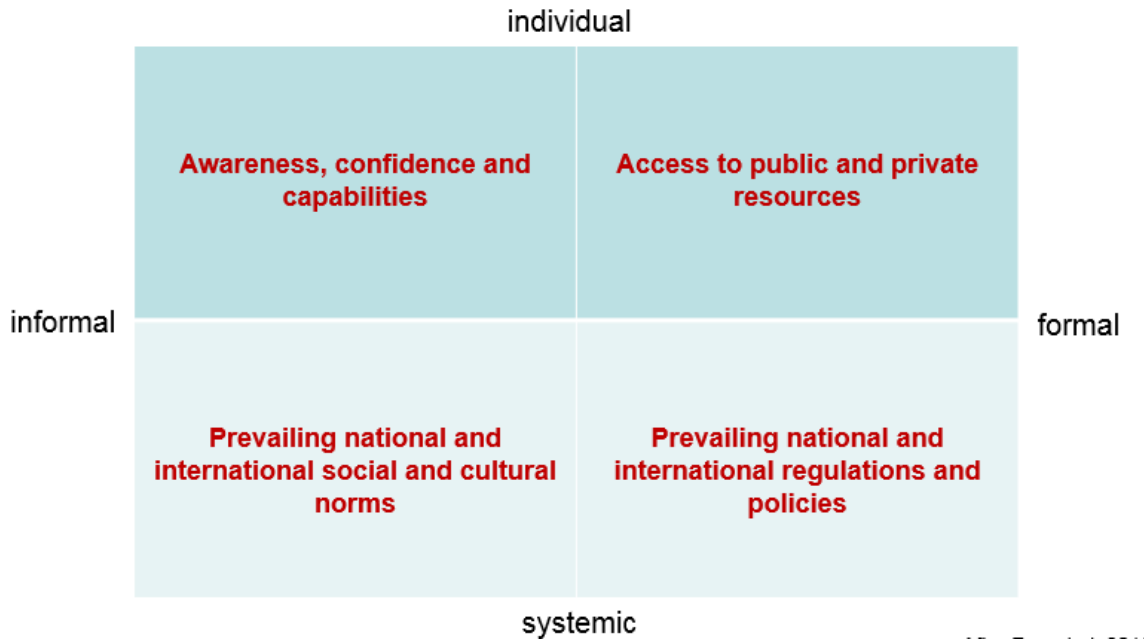 individual
Awareness, confidence and
capabilities
Access to public and private
resources
informal
formal
Prevailing national and
international social and cultural
norms
Prevailing national and
international regulations and
policies
systemic